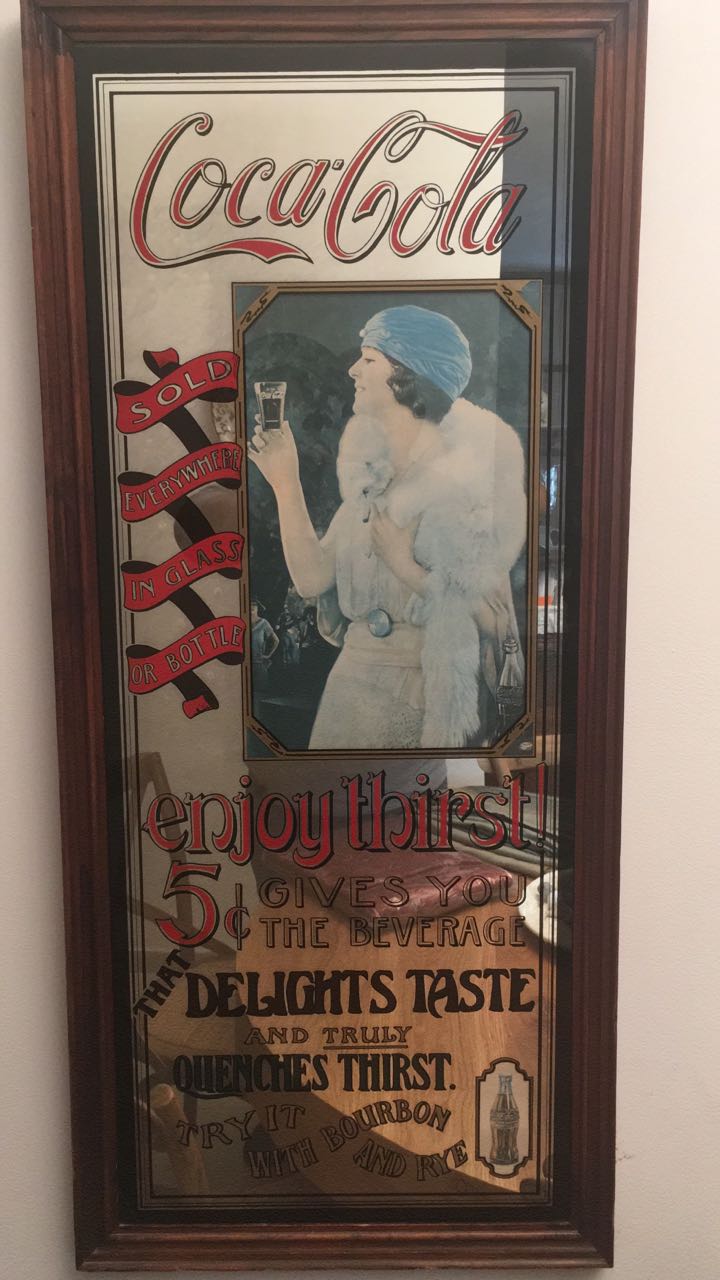 Coca-Cola
SOLD
EVERYWHERE
IN GLASS
OR BOTTLE
enjoy thirst!
5¢ GIVES YOU
THE BEVERAGE
THAT DELIGHTS TASTE
AND TRULY
QUENCHES THIRST.
TRY IT
WITH BOURBON
AND RYE